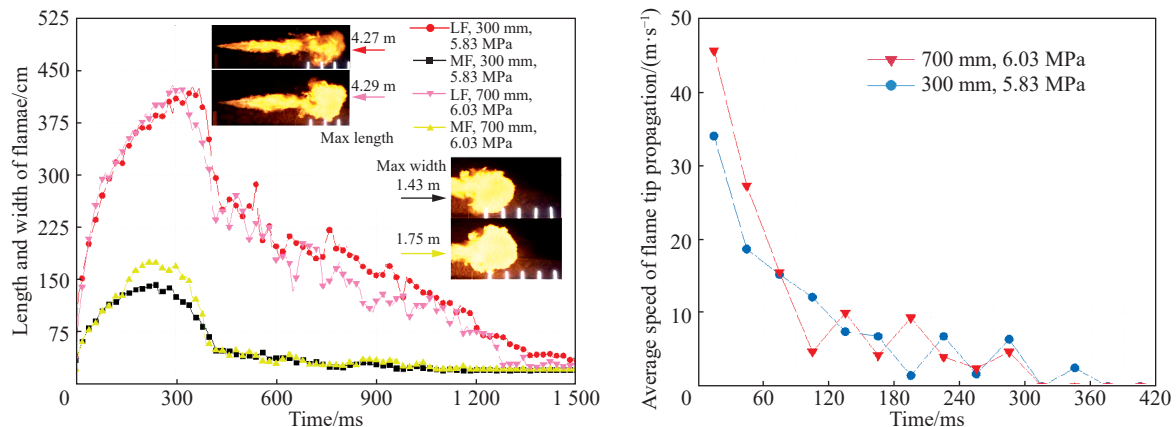 525
450
375
300
225
150
75
0
300
600
900
1 200
1 500
Length and width of flamae/cm
Time/ms
4.27 m
4.29 m
Max length
LF, 300 mm,
5.83 MPa
MF, 300 mm,
5.83 MPa
LF, 700 mm,
6.03 MPa
MF, 700 mm,
6.03 MPa
Max width
1.43 m
1.75 m
50
40
30
20
10
0
60
120
180
240
300
360
420
Average speed of flame tip propagation/(m·s⁻¹)
Time/ms
700 mm, 6.03 MPa
300 mm, 5.83 MPa